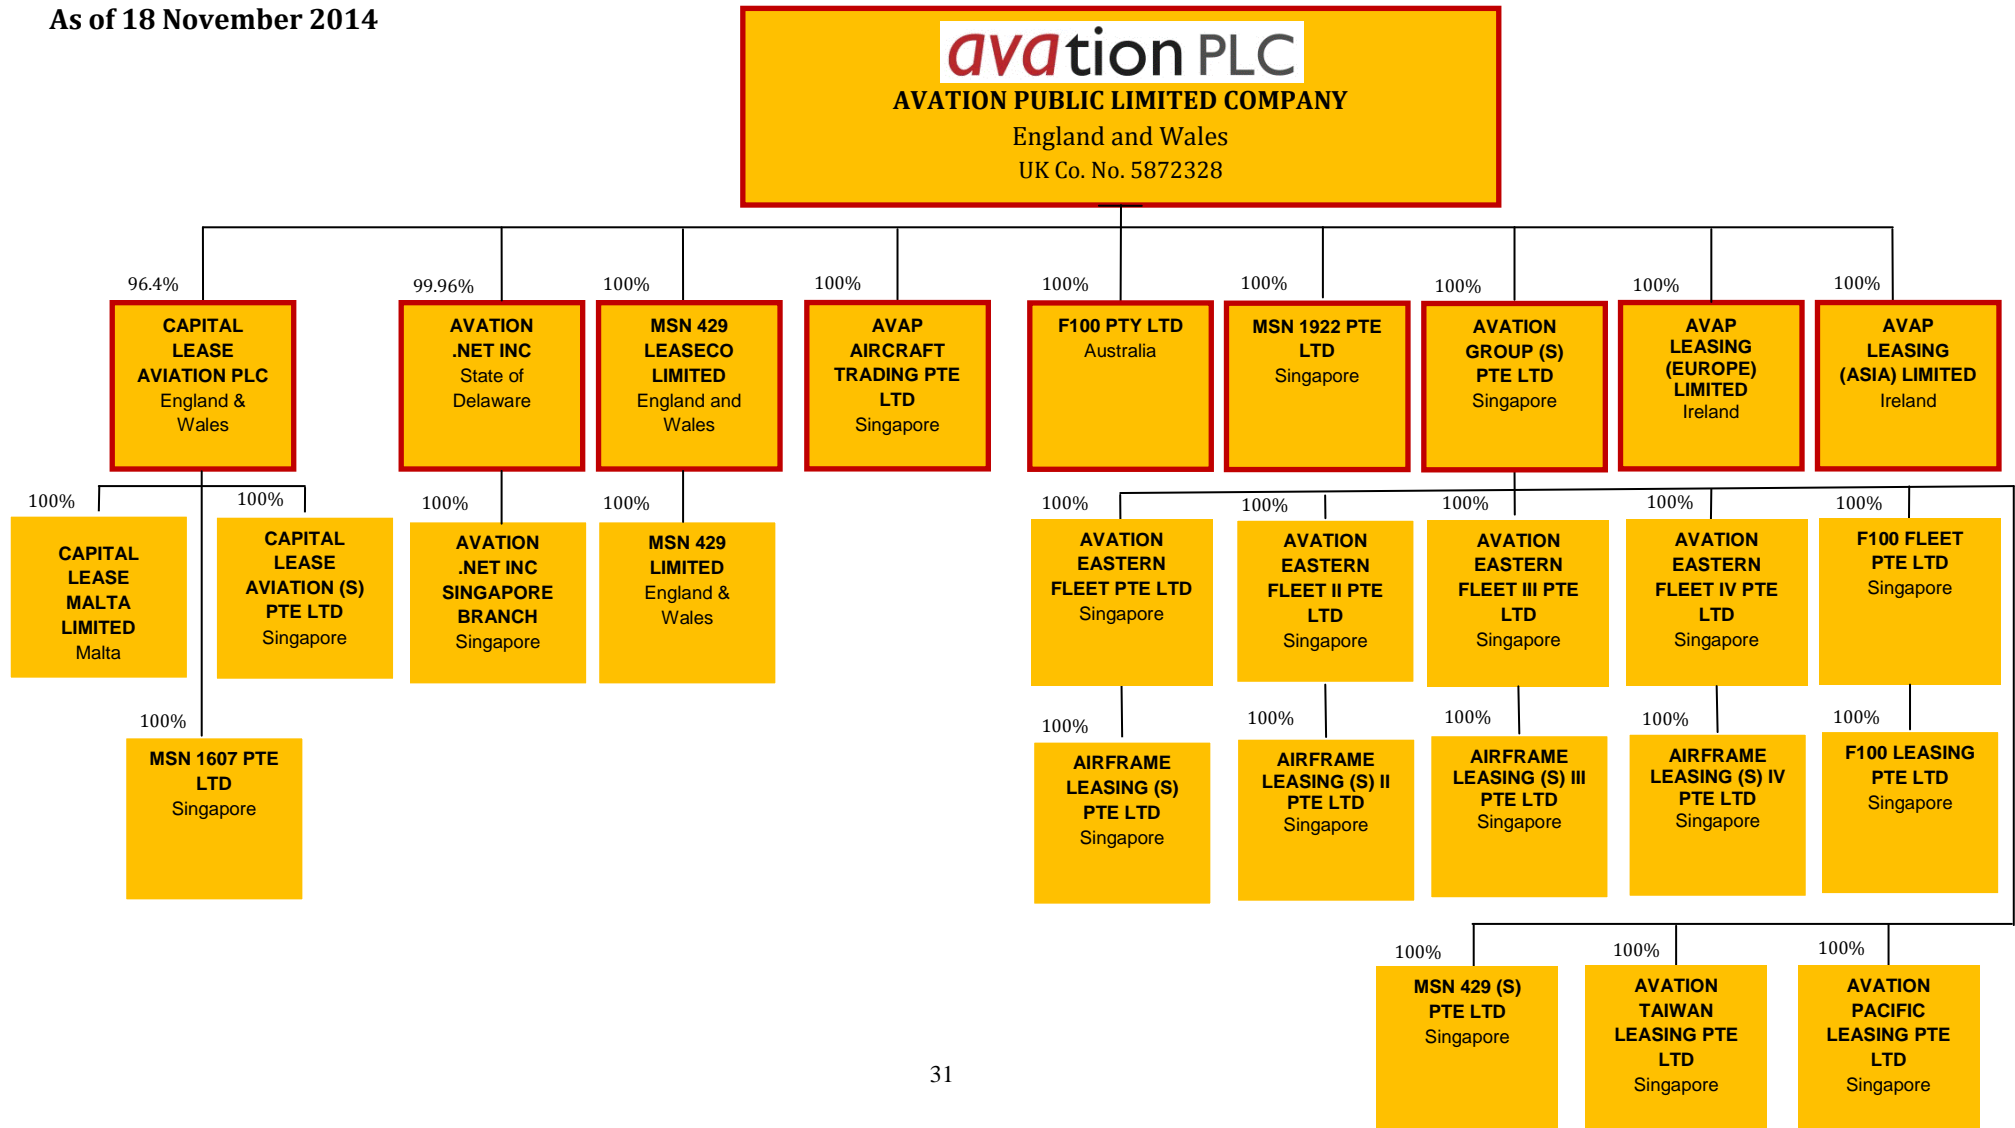 As of 18 November 2014
avation PLC
AVATION PUBLIC LIMITED COMPANY
England and Wales
UK Co. No. 5872328
96.4%
CAPITAL
LEASE
AVIATION PLC
England &
Wales
99.96%
AVATION
.NET INC
State of
Delaware
100%
MSN 429
LEASECO
LIMITED
England and
Wales
100%
AVAP
AIRCRAFT
TRADING PTE
LTD
Singapore
100%
F100 PTY LTD
Australia
100%
MSN 1922 PTE
LTD
Singapore
100%
AVATION
GROUP (S)
PTE LTD
Singapore
100%
AVAP
LEASING
(EUROPE)
LIMITED
Ireland
100%
AVAP
LEASING
(ASIA) LIMITED
Ireland
100%
CAPITAL
LEASE
MALTA
LIMITED
Malta
100%
CAPITAL
LEASE
AVIATION (S)
PTE LTD
Singapore
100%
AVATION
.NET INC
SINGAPORE
BRANCH
Singapore
100%
MSN 429
LIMITED
England &
Wales
100%
AVATION
EASTERN
FLEET PTE LTD
Singapore
100%
AVATION
EASTERN
FLEET II PTE
LTD
Singapore
100%
AVATION
EASTERN
FLEET III PTE
LTD
Singapore
100%
AVATION
EASTERN
FLEET IV PTE
LTD
Singapore
100%
F100 FLEET
PTE LTD
Singapore
100%
MSN 1607 PTE
LTD
Singapore
100%
AIRFRAME
LEASING (S)
PTE LTD
Singapore
100%
AIRFRAME
LEASING (S) II
PTE LTD
Singapore
100%
AIRFRAME
LEASING (S) III
PTE LTD
Singapore
100%
AIRFRAME
LEASING (S) IV
PTE LTD
Singapore
100%
F100 LEASING
PTE LTD
Singapore
100%
MSN 429 (S)
PTE LTD
Singapore
100%
AVATION
TAIWAN
LEASING PTE
LTD
Singapore
100%
AVATION
PACIFIC
LEASING PTE
LTD
Singapore
31